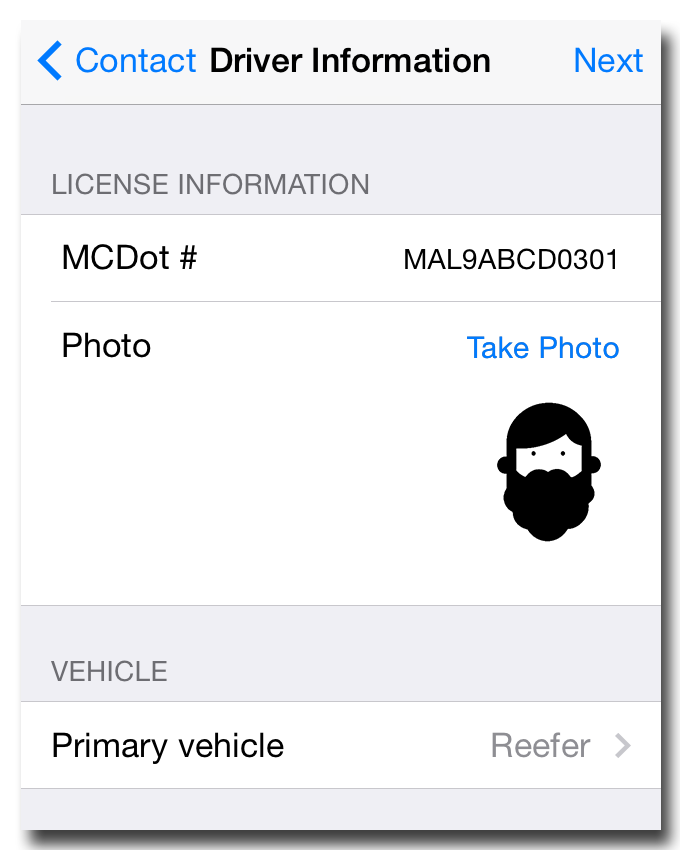 Contact Driver Information Next
LICENSE INFORMATION
MCDot # MAL9ABCD0301
Photo Take Photo
VEHICLE
Primary vehicle Reefer